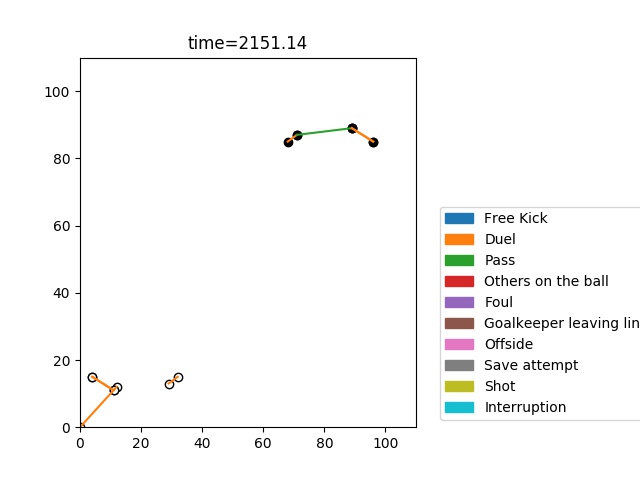 time=2151.14
100
80
60
40
20
0
0 20 40 60 80 100
Free Kick
Duel
Pass
Others on the ball
Foul
Goalkeeper leaving lin
Offside
Save attempt
Shot
Interruption